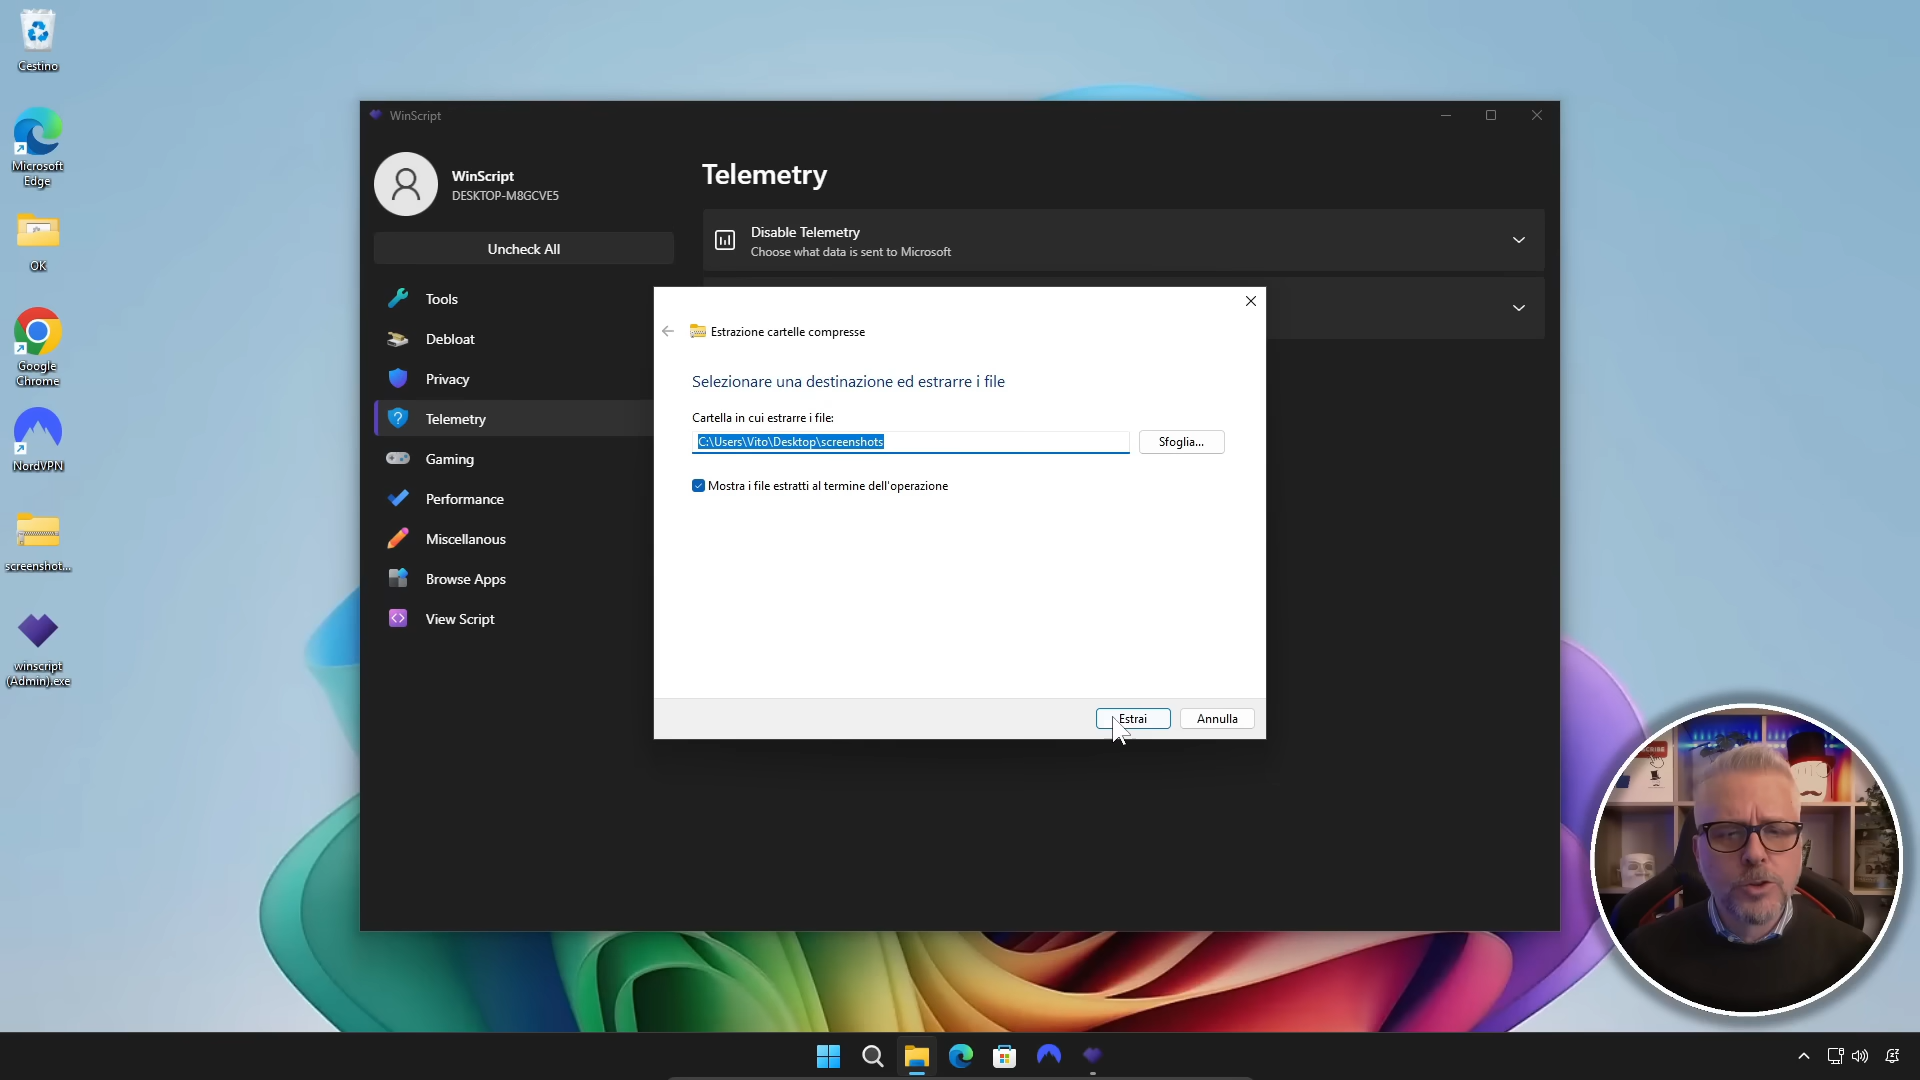 Cestino
Microsoft
Edge
OK
Google
Chrome
NordVPN
screenshot...
winscript
(Admin).exe
WinScript
WinScript
DESKTOP-M8GCVE5
Uncheck All
Tools
Debloat
Privacy
Telemetry
Gaming
Performance
Miscellanous
Browse Apps
View Script
Telemetry
Disable Telemetry
Choose what data is sent to Microsoft
Estrazione cartelle compresse
Selezionare una destinazione ed estrarre i file
Cartella in cui estrarre i file:
C:\Users\Vito\Desktop\screenshots
Sfoglia...
Mostra i file estratti al termine dell'operazione
Estrai
Annulla